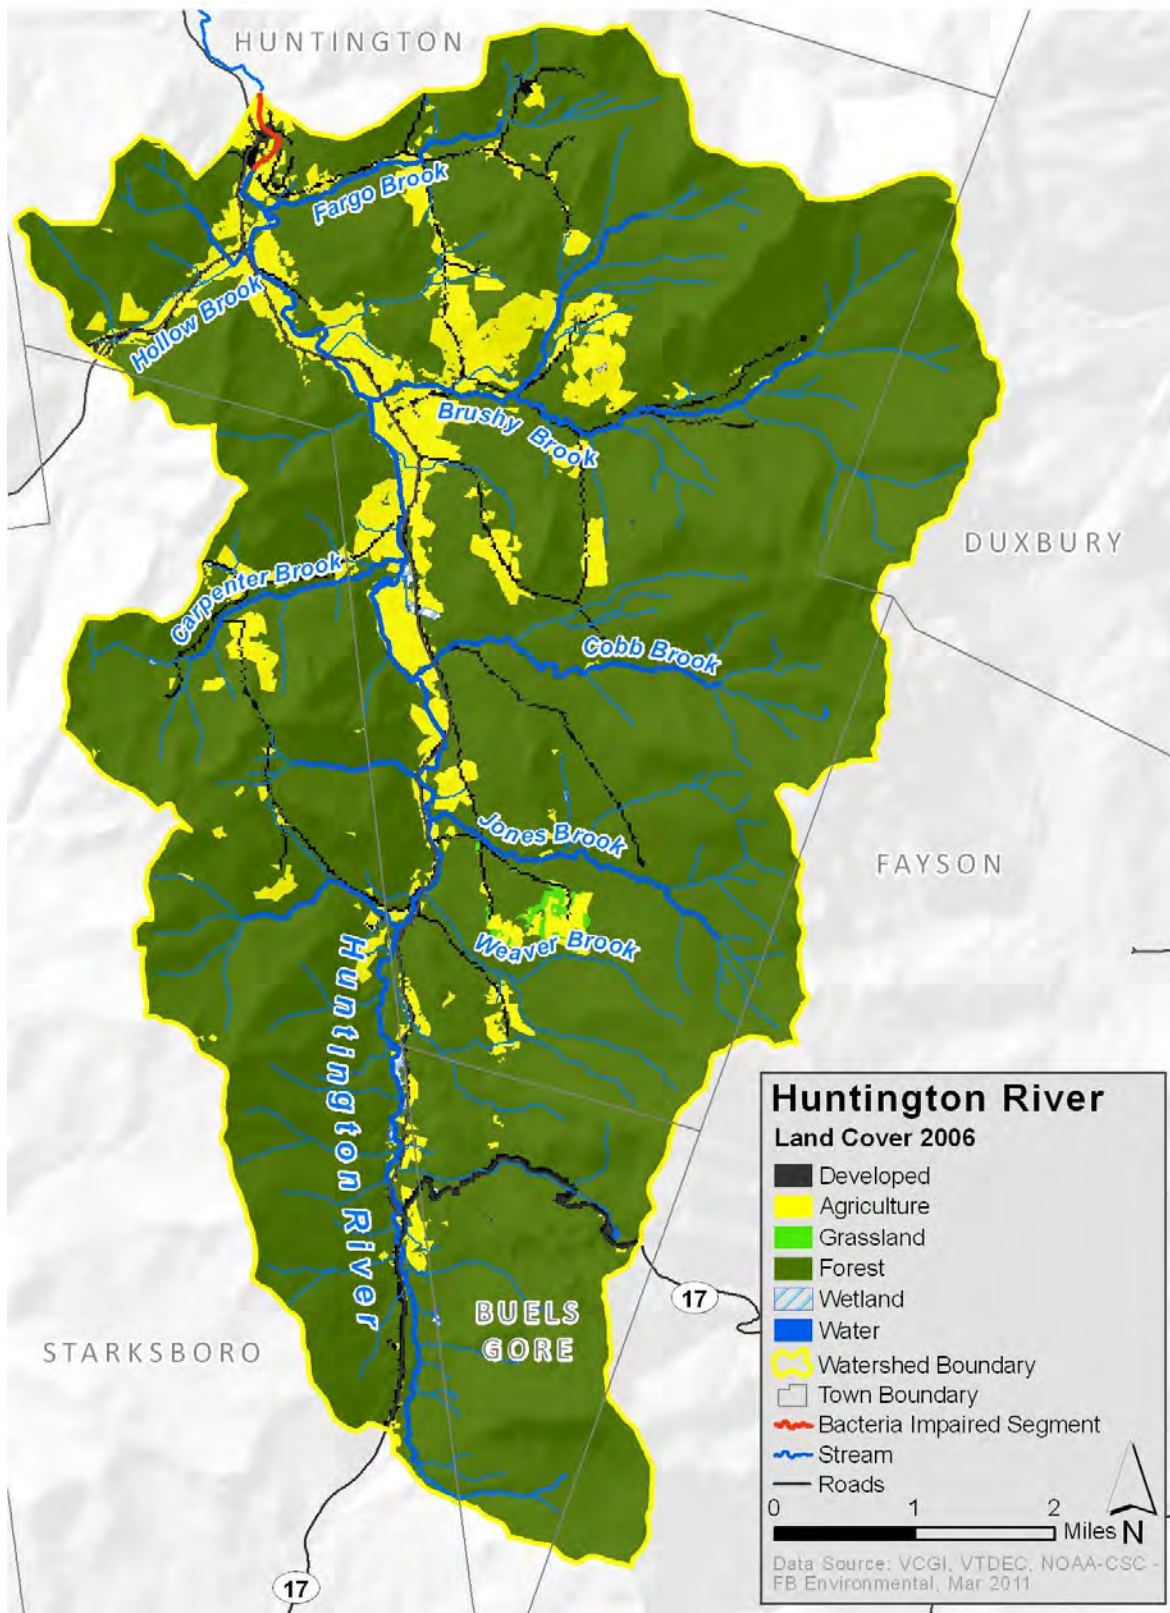 HUNTINGTON
Fargo Brook
Hollow Brook
Brushy Brook
DUXBURY
Carpenter Brook
Cobb Brook
Jones Brook
FAYSON
Weaver Brook
Huntington River
BUELS
GORE
STARKSBORO
17
17
Huntington River
Land Cover 2006
Developed
Agriculture
Grassland
Forest
Wetland
Water
Watershed Boundary
Town Boundary
Bacteria Impaired Segment
Stream
Roads
0 1 2
Miles N
Data Source: VCGI, VTDEC, NOAA-CSC -
FB Environmental, Mar 2011